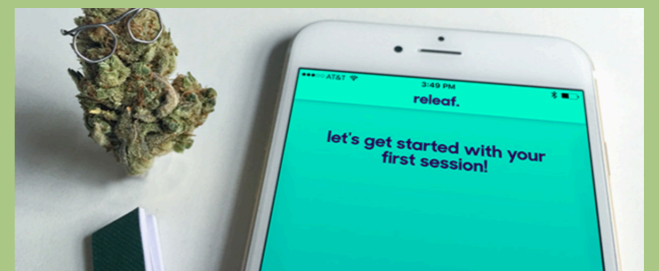 AT&T 3:49 PM
releaf.
let's get started with your
first session!